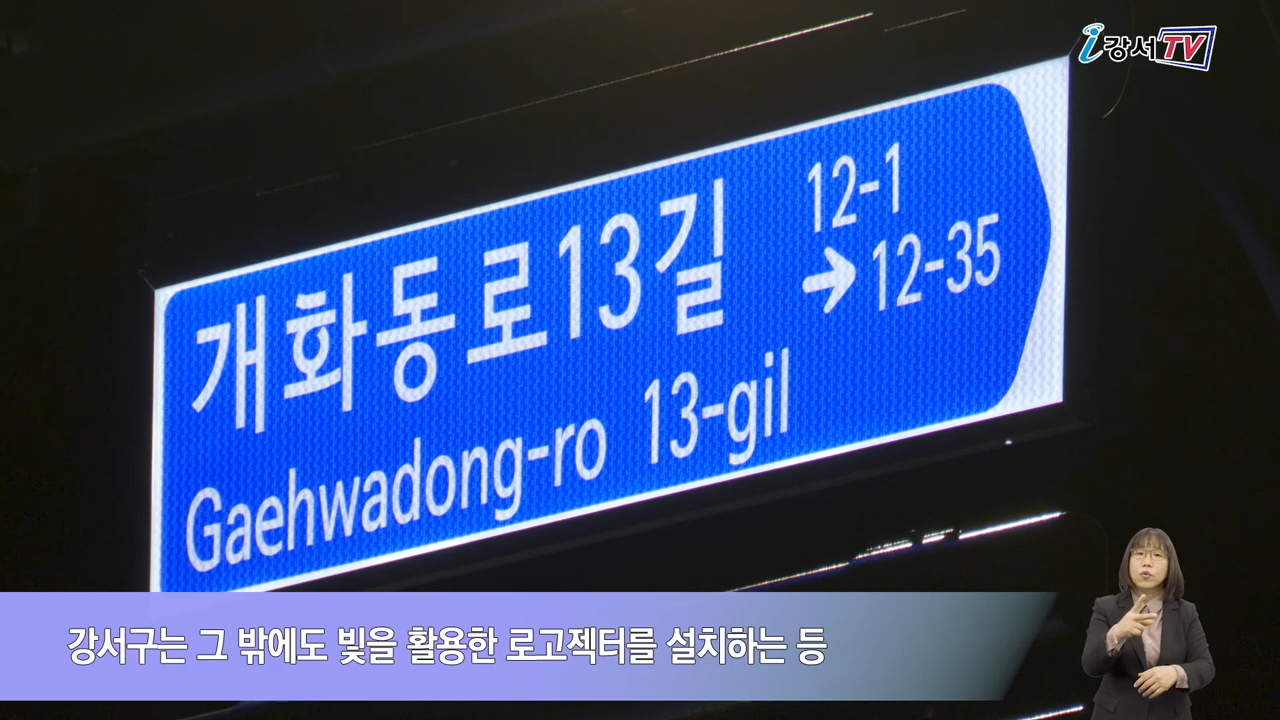 i강서TV
개화동로13길
12-1
→12-35
Gaehwadong-ro 13-gil
강서구는 그 밖에도 빛을 활용한 로고젝터를 설치하는 등